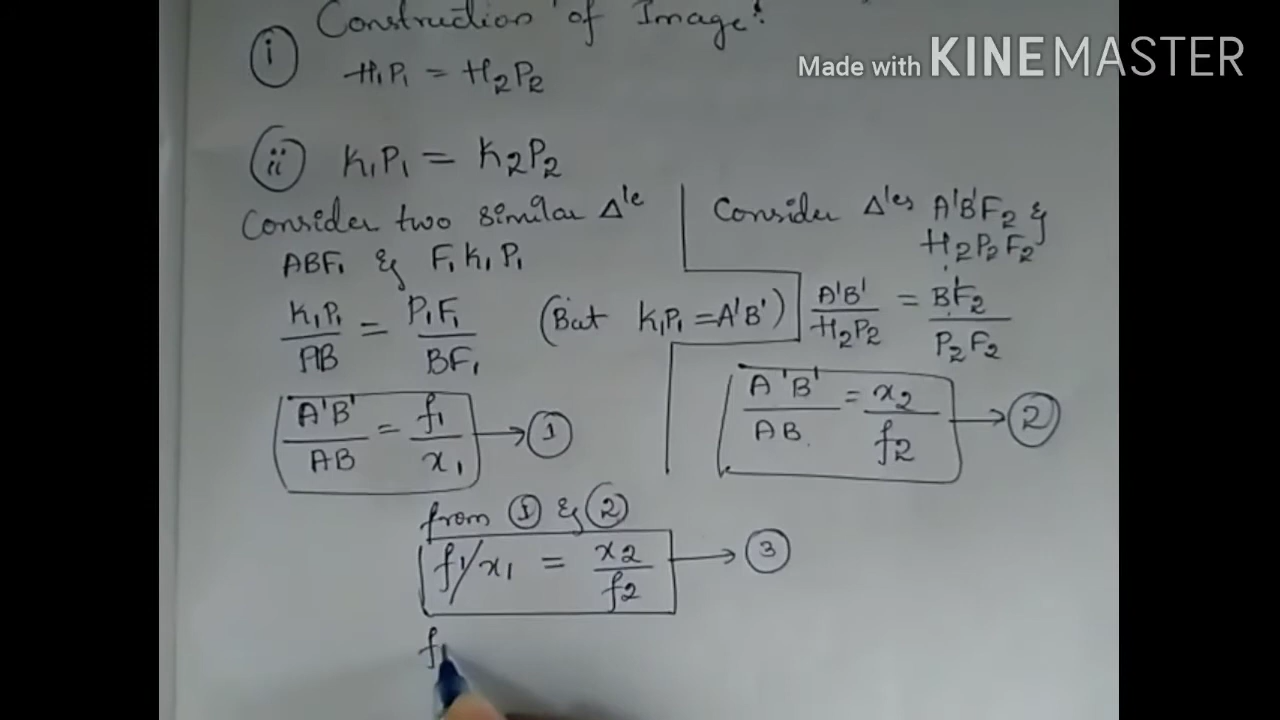 Construction of Image:
Made with KINEMASTER
i H₁P₁ = H₂P₂
ii K₁P₁ = K₂P₂
Consider two similar Δ'le
ABF₁ & F₁K₁P₁
K₁P₁/AB = P₁F₁/BF₁ (But K₁P₁ = A'B')
A'B'/AB = f₁/x₁ → 1
Consider Δ'es A'B'F₂ &
H₂P₂F₂
A'B'/H₂P₂ = B'F₂/P₂F₂
A'B'/AB = x₂/f₂ → 2
from 1 & 2
f₁/x₁ = x₂/f₂ → 3
f₁